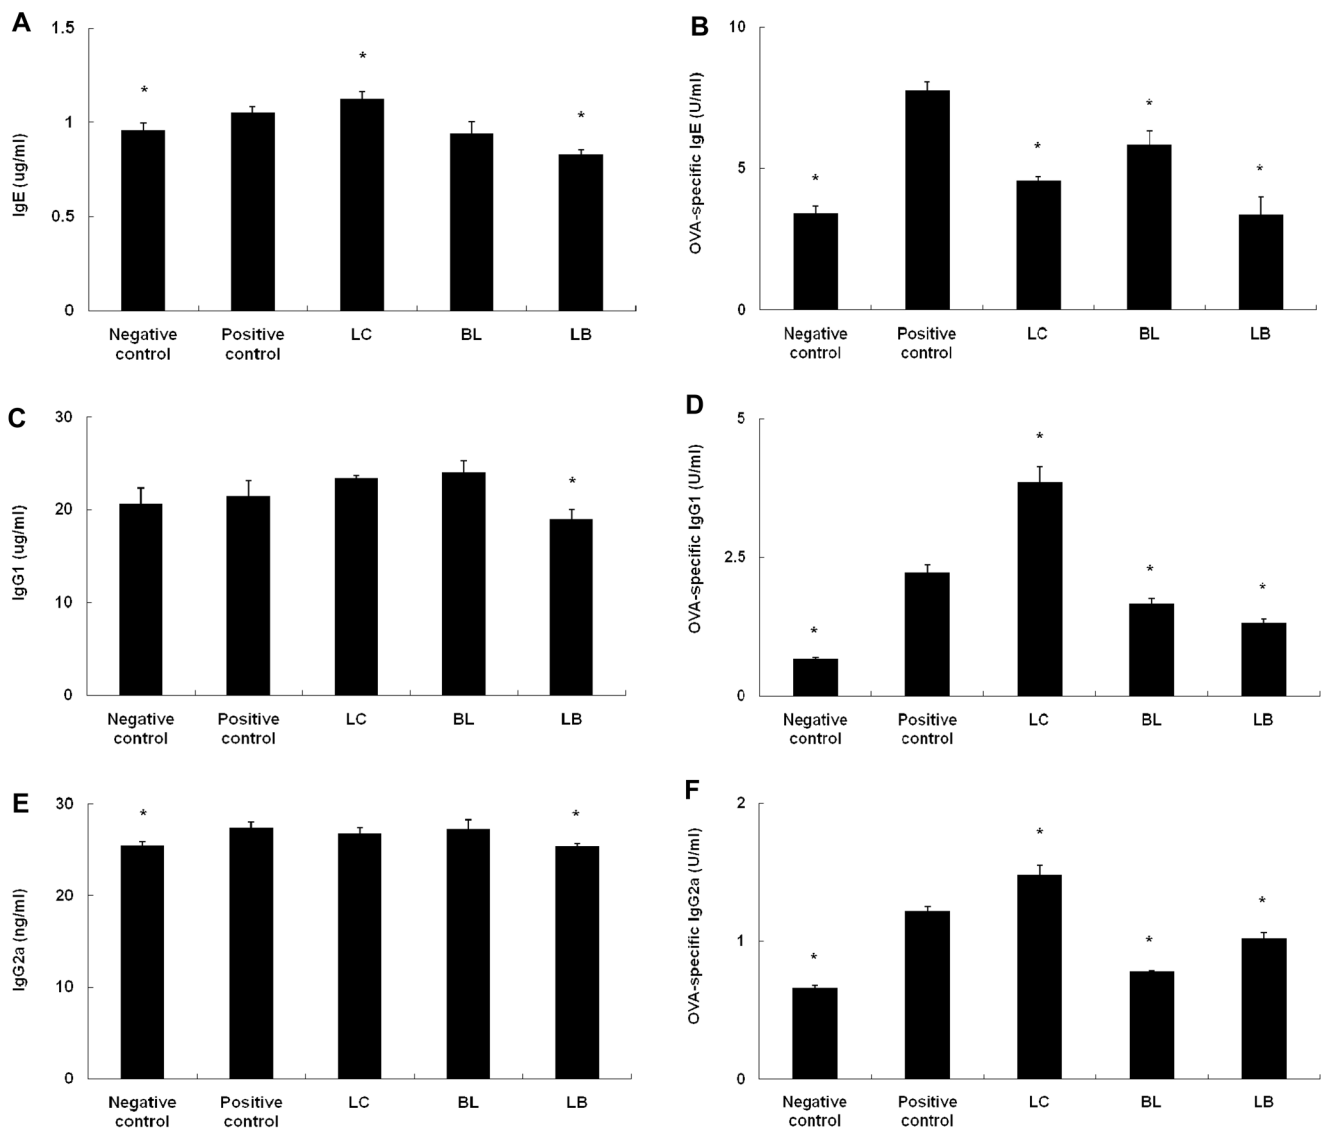 A
IgE (ug/ml)
1.5
1
0.5
0
*
*
*
Negative control
Positive control
LC
BL
LB
B
OVA-specific IgE (U/ml)
10
5
0
*
*
*
*
Negative control
Positive control
LC
BL
LB
C
IgG1 (ug/ml)
30
20
10
0
*
Negative control
Positive control
LC
BL
LB
D
OVA-specific IgG1 (U/ml)
5
2.5
0
*
*
*
*
Negative control
Positive control
LC
BL
LB
E
IgG2a (ng/ml)
30
20
10
0
*
*
Negative control
Positive control
LC
BL
LB
F
OVA-specific IgG2a (U/ml)
2
1
0
*
*
*
*
Negative control
Positive control
LC
BL
LB